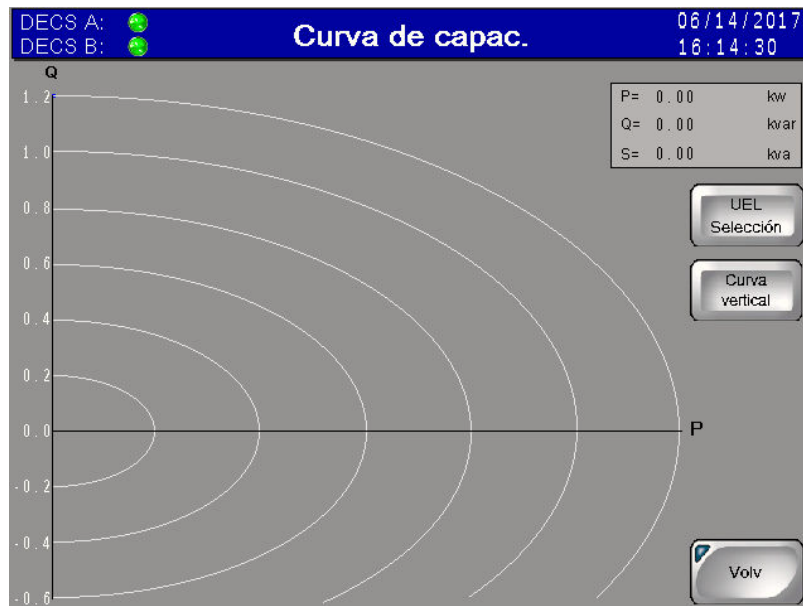 DECS A:
DECS B:
Curva de capac.
06/14/2017
16:14:30
Q
1.2
1.0
0.8
0.6
0.4
0.2
0.0
-0.2
-0.4
-0.6
P
P= 0.00 kw
Q= 0.00 kvar
S= 0.00 kva
UEL
Selección
Curva
vertical
Volv